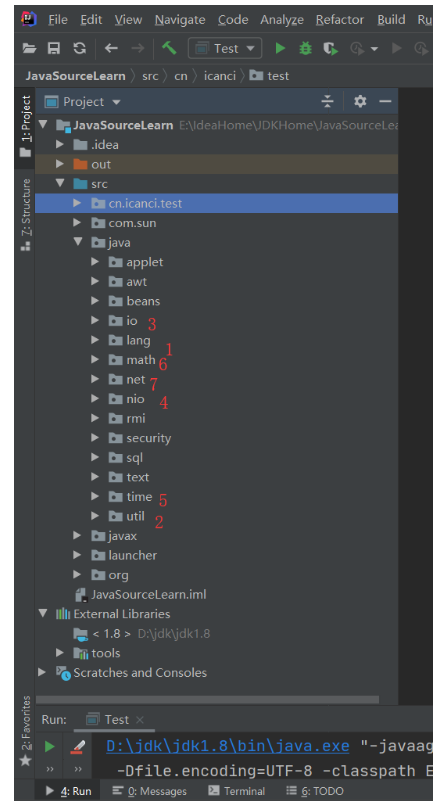 File Edit View Navigate Code Analyze Refactor Build
Test
JavaSourceLearn src cn icanci test
1: Project
Project
JavaSourceLearn E:\IdeaHome\JDKHome\JavaSourceLea
.idea
out
src
Z: Structure
cn.icanci.test
com.sun
java
applet
awt
beans
io 3
lang 1
math 6
net 7
nio 4
rmi
security
sql
text
time 5
util 2
javax
launcher
org
JavaSourceLearn.iml
External Libraries
< 1.8 > D:\jdk\jdk1.8
tools
Scratches and Consoles
2: Favorites
Run: Test ×
D:\jdk\jdk1.8\bin\java.exe "-javaag
-Dfile.encoding=UTF-8 -classpath
4: Run 0: Messages Terminal 6: TODO